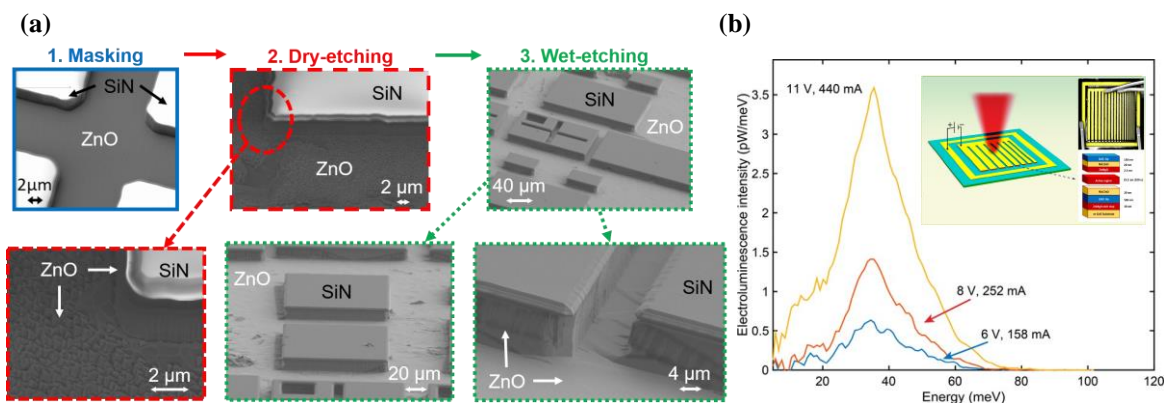 (a)
1. Masking
2. Dry-etching
3. Wet-etching
SiN
ZnO
2μm
SiN
ZnO
2 μm
SiN
ZnO
40 μm
ZnO
SiN
2 μm
ZnO
SiN
20 μm
SiN
ZnO
4 μm
(b)
Electroluminescence intensity (pW/meV)
3.5
3
2.5
2
1.5
1
0.5
0
11 V, 440 mA
8 V, 252 mA
6 V, 158 mA
20
40
60
80
100
120
Energy (meV)